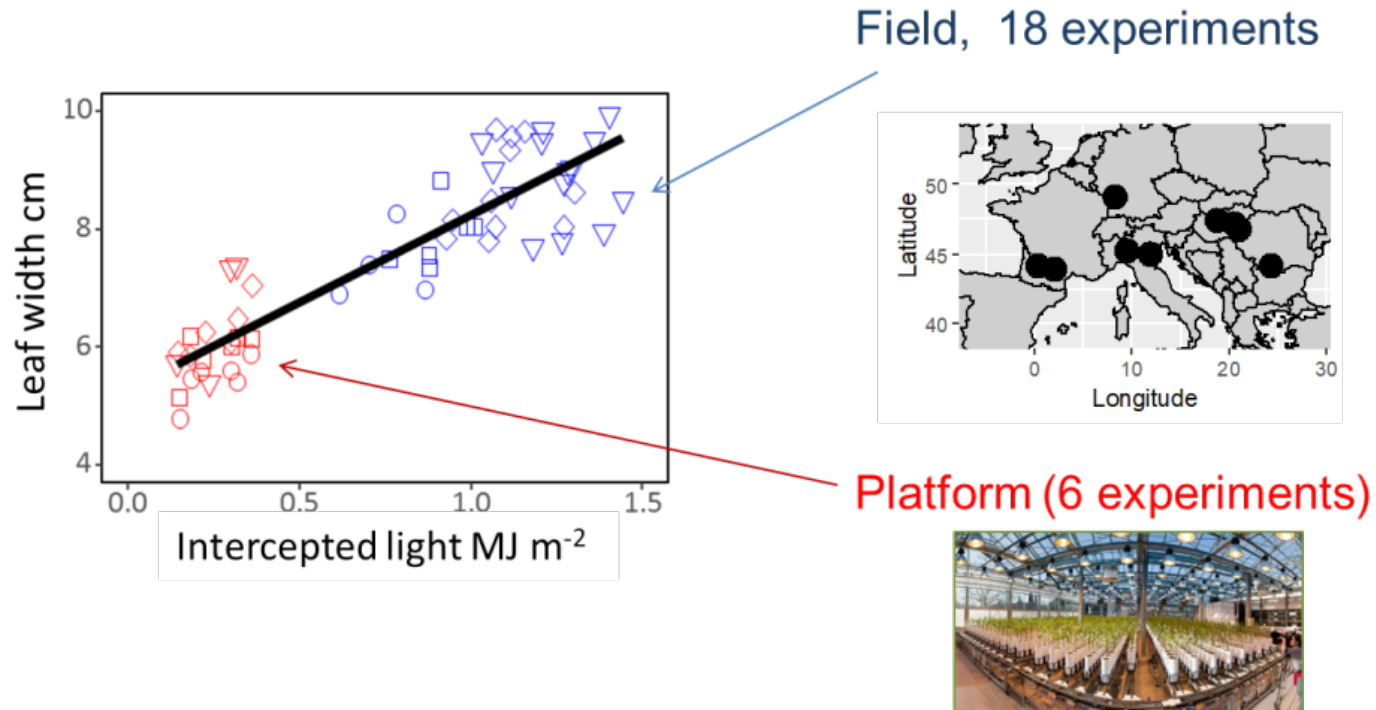 Field,  18 experiments
10
8
6
4
Leaf width cm
0.0 0.5 1.0 1.5
Intercepted light MJ m-2
50
45
40
Latitude
0 10 20 30
Longitude
Platform (6 experiments)